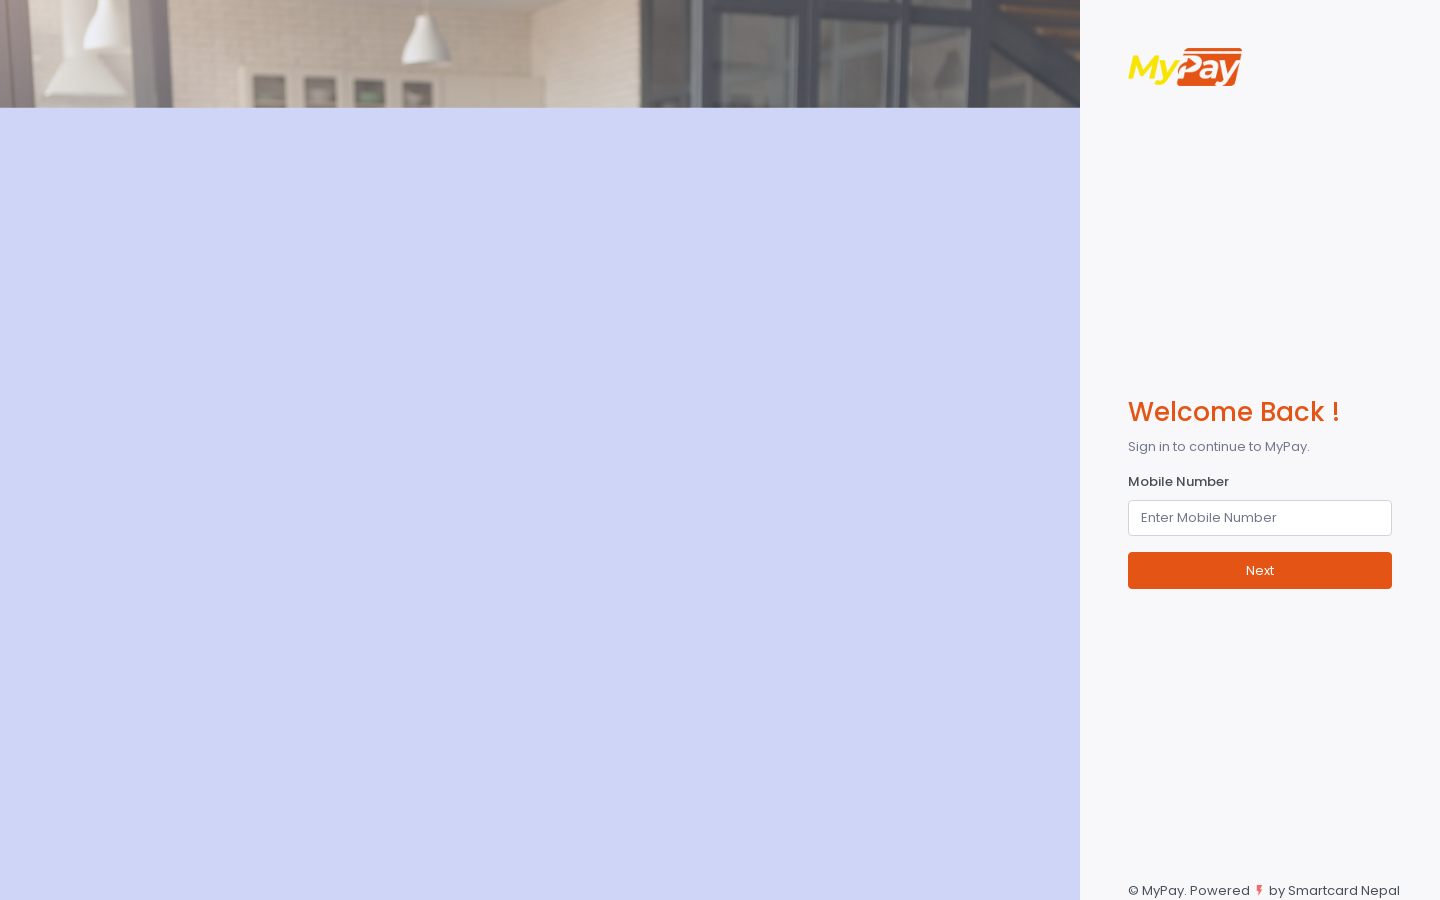 MyPay
Welcome Back !
Sign in to continue to MyPay.
Mobile Number
Enter Mobile Number
Next
© MyPay. Powered by Smartcard Nepal